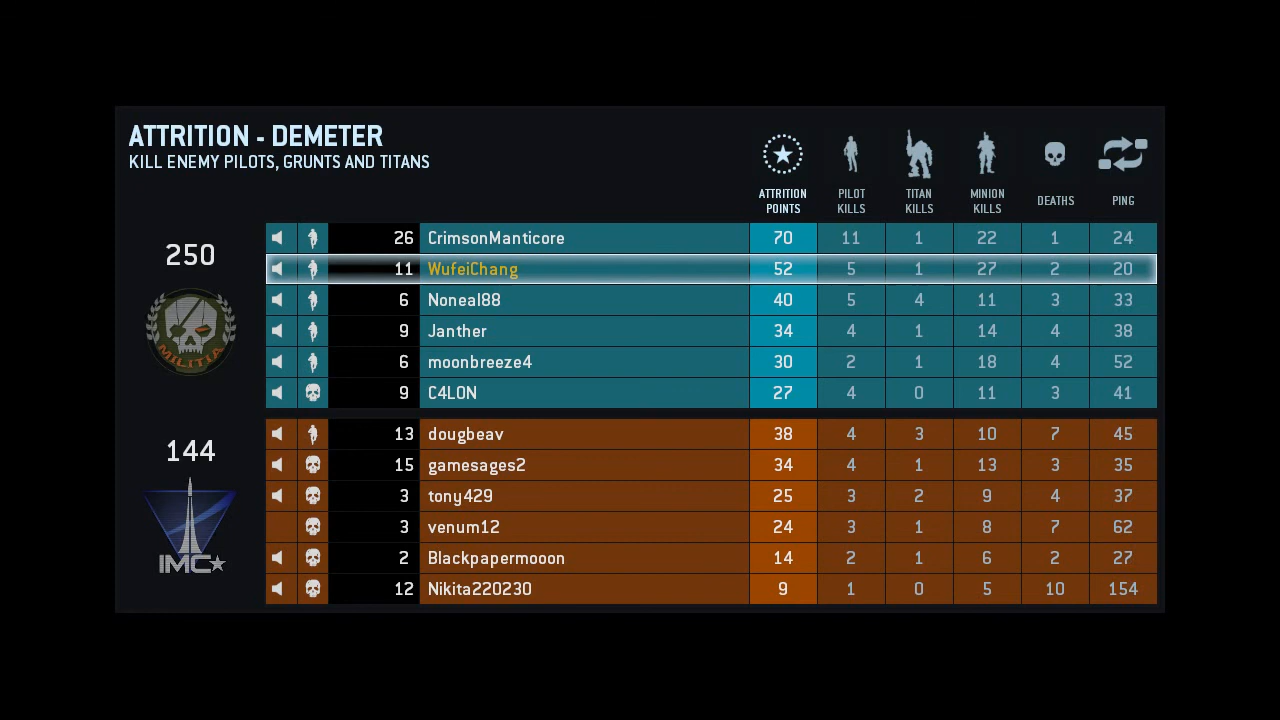 ATTRITION - DEMETER
KILL ENEMY PILOTS, GRUNTS AND TITANS
ATTRITION POINTS PILOT KILLS TITAN KILLS MINION KILLS DEATHS PING
250
MILITIA
26 CrimsonManticore 70 11 1 22 1 24
11 WufeiChang 52 5 1 27 2 20
6 Noneal88 40 5 4 11 3 33
9 Janther 34 4 1 14 4 38
6 moonbreeze4 30 2 1 18 4 52
9 C4LON 27 4 0 11 3 41
144
IMC
13 dougbeav 38 4 3 10 7 45
15 gamesages2 34 4 1 13 3 35
3 tony429 25 3 2 9 4 37
3 venum12 24 3 1 8 7 62
2 Blackpapermooon 14 2 1 6 2 27
12 Nikita220230 9 1 0 5 10 154